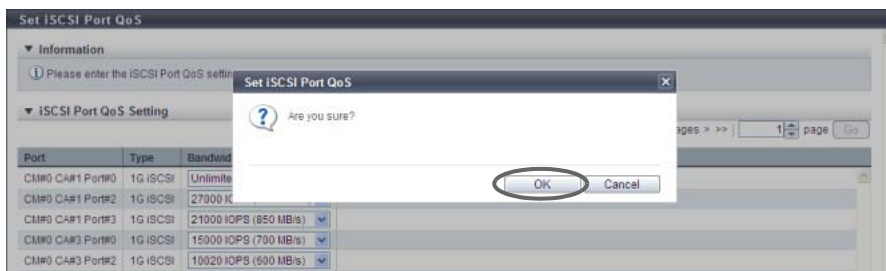 Set iSCSI Port QoS
Information
Please enter the iSCSI Port QoS settin
Set iSCSI Port QoS
Are you sure?
OK Cancel
iSCSI Port QoS Setting
ages > >> | 1 page Go
Port Type Bandwid
CM#0 CA#1 Port#0 1G iSCSI Unlimite
CM#0 CA#1 Port#2 1G iSCSI 27000 IO
CM#0 CA#1 Port#3 1G iSCSI 21000 IOPS (850 MB/s)
CM#0 CA#3 Port#0 1G iSCSI 15000 IOPS (700 MB/s)
CM#0 CA#3 Port#2 1G iSCSI 10020 IOPS (600 MB/s)